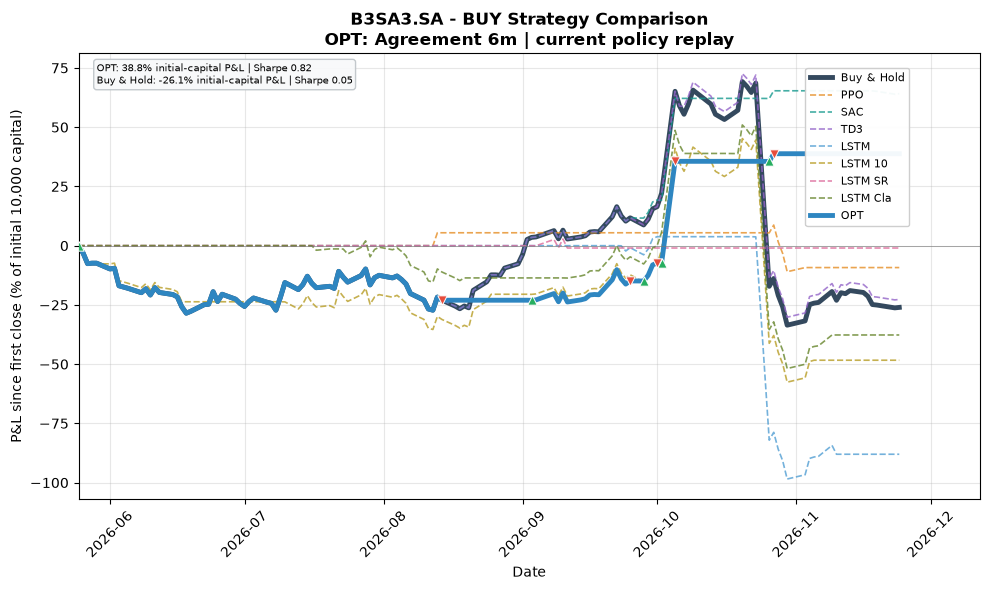 B3SA3.SA - BUY Strategy Comparison
OPT: Agreement 6m | current policy replay
OPT: 38.8% initial-capital P&L | Sharpe 0.82
Buy & Hold: -26.1% initial-capital P&L | Sharpe 0.05
Buy & Hold
PPO
SAC
TD3
LSTM
LSTM 10
LSTM SR
LSTM Cla
OPT
P&L since first close (% of initial 10,000 capital)
75
50
25
0
−25
−50
−75
−100
2026-06
2026-07
2026-08
2026-09
2026-10
2026-11
2026-12
Date